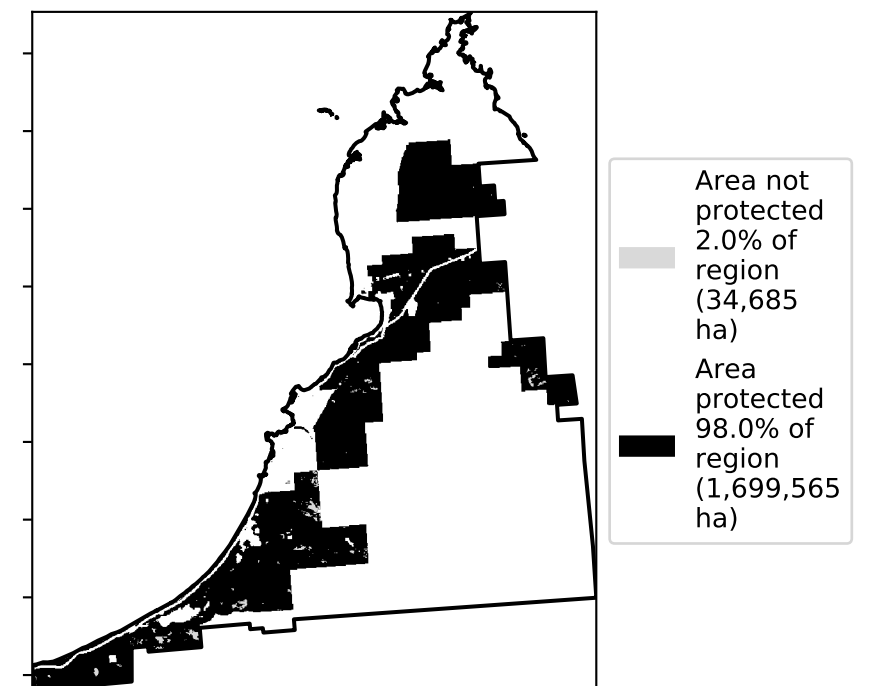 Area not
protected
2.0% of
region
(34,685
ha)
Area
protected
98.0% of
region
(1,699,565
ha)